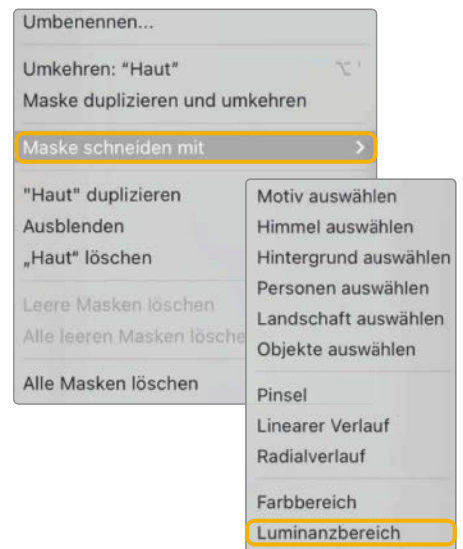 Umbenennen...
Umkehren: “Haut”
Maske duplizieren und umkehren
Maske schneiden mit
"Haut" duplizieren
Ausblenden
„Haut“ löschen
Leere Masken löschen
Alle leeren Masken lösche
Alle Masken löschen
Motiv auswählen
Himmel auswählen
Hintergrund auswählen
Personen auswählen
Landschaft auswählen
Objekte auswählen
Pinsel
Linearer Verlauf
Radialverlauf
Farbbereich
Luminanzbereich